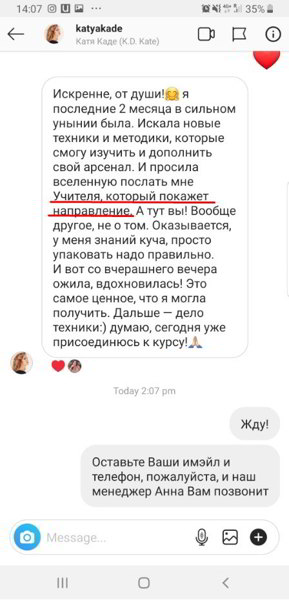 14:07
35%
katyakade
Катя Каде (K.D. Kate)
Искренне, от души!🤗 я
последние 2 месяца в сильном
унынии была. Искала новые
техники и методики, которые
смогу изучить и дополнить
свой арсенал. И просила
вселенную послать мне
Учителя, который покажет
направление. А тут вы! Вообще
другое, не о том. Оказывается,
у меня знаний куча, просто
упаковать надо правильно.
И вот со вчерашнего вечера
ожила, вдохновилась! Это
самое ценное, что я могла
получить. Дальше — дело
техники:) думаю, сегодня уже
присоединюсь к курсу!🙏🏼
Today 2:07 pm
Жду!
Оставьте Ваши имэйл и
телефон, пожалуйста, и наш
менеджер Анна Вам позвонит
Message...